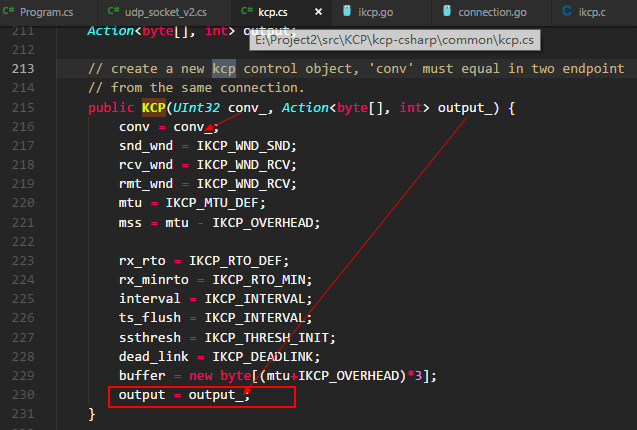 C# Program.cs C# udp_socket_v2.cs C# kcp.cs × ikcp.go connection.go C ikcp.c
211 Action<byte[], int> output;
E:\Project2\src\KCP\kcp-csharp\common\kcp.cs
212
213 // create a new kcp control object, 'conv' must equal in two endpoint
214 // from the same connection.
215 public KCP(UInt32 conv_, Action<byte[], int> output_) {
216 conv = conv_;
217 snd_wnd = IKCP_WND_SND;
218 rcv_wnd = IKCP_WND_RCV;
219 rmt_wnd = IKCP_WND_RCV;
220 mtu = IKCP_MTU_DEF;
221 mss = mtu - IKCP_OVERHEAD;
222
223 rx_rto = IKCP_RTO_DEF;
224 rx_minrto = IKCP_RTO_MIN;
225 interval = IKCP_INTERVAL;
226 ts_flush = IKCP_INTERVAL;
227 ssthresh = IKCP_THRESH_INIT;
228 dead_link = IKCP_DEADLINK;
229 buffer = new byte[(mtu+IKCP_OVERHEAD)*3];
230 output = output_;
231 }